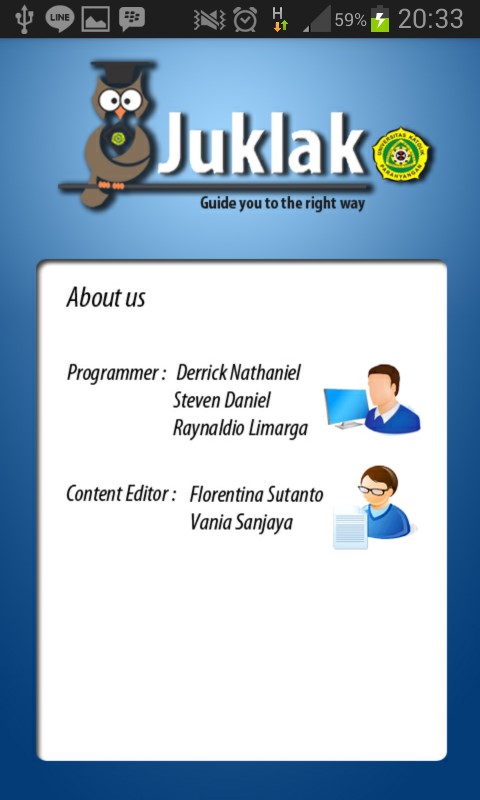 LINE
H
59%
20:33
Juklak
UNIVERSITAS KATOLIK
PARAHYANGAN
Guide you to the right way
About us
Programmer : Derrick Nathaniel
Steven Daniel
Raynaldio Limarga
Content Editor : Florentina Sutanto
Vania Sanjaya